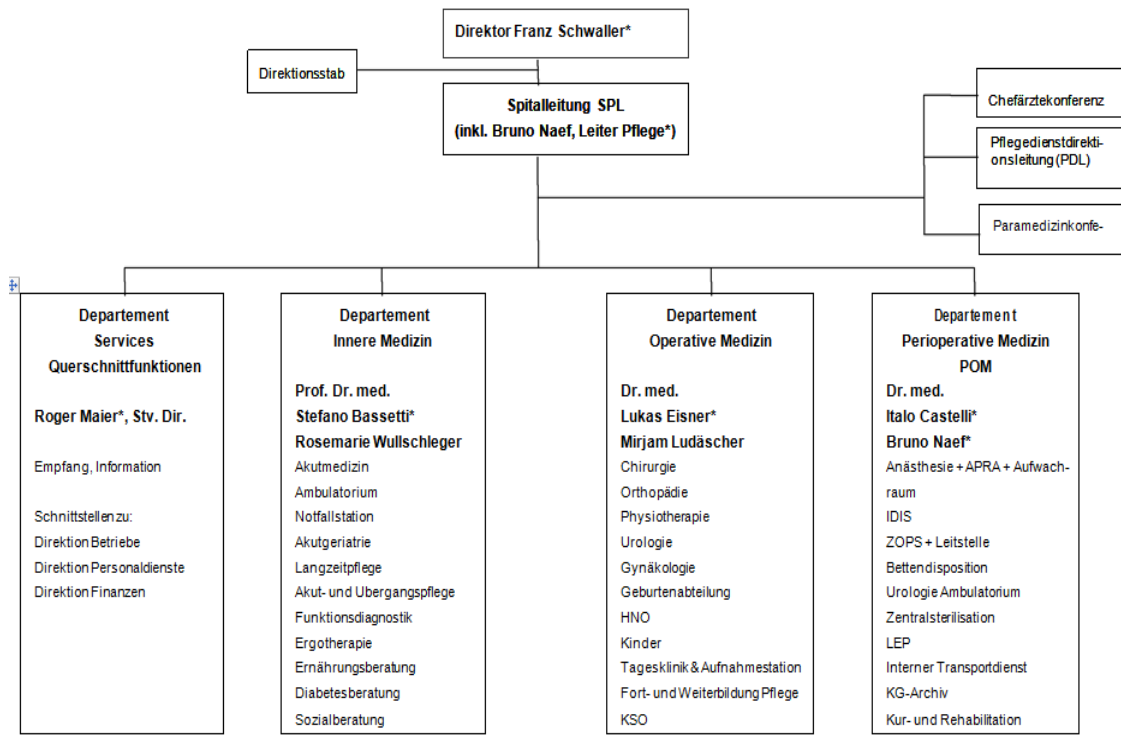 Direktor Franz Schwaller*
Direktionsstab
Spitalleitung SPL
(inkl. Bruno Naef, Leiter Pflege*)
Chefärztekonferenz
Pflegedienstdirekti-
onsleitung (PDL)
Paramedizinkonfe-
Departement
Services
Querschnittfunktionen
Roger Maier*, Stv. Dir.
Empfang, Information
Schnittstellen zu:
Direktion Betriebe
Direktion Personaldienste
Direktion Finanzen
Departement
Innere Medizin
Prof. Dr. med.
Stefano Bassetti*
Rosemarie Wullschleger
Akutmedizin
Ambulatorium
Notfallstation
Akutgeriatrie
Langzeitpflege
Akut- und Übergangspflege
Funktionsdiagnostik
Ergotherapie
Ernährungsberatung
Diabetesberatung
Sozialberatung
Departement
Operative Medizin
Dr. med.
Lukas Eisner*
Mirjam Ludäscher
Chirurgie
Orthopädie
Physiotherapie
Urologie
Gynäkologie
Geburtenabteilung
HNO
Kinder
Tagesklinik & Aufnahmestation
Fort- und Weiterbildung Pflege
KSO
Departement
Perioperative Medizin
POM
Dr. med.
Italo Castelli*
Bruno Naef*
Anästhesie + APRA + Aufwach-
raum
IDIS
ZOPS + Leitstelle
Bettendisposition
Urologie Ambulatorium
Zentralsterilisation
LEP
Interner Transportdienst
KG-Archiv
Kur- und Rehabilitation